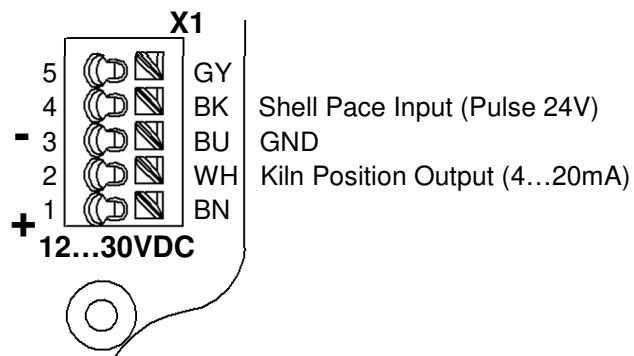 X1
5 GY
4 BK Shell Pace Input (Pulse 24V)
- 3 BU GND
2 WH Kiln Position Output (4…20mA)
+ 1 BN
12...30VDC